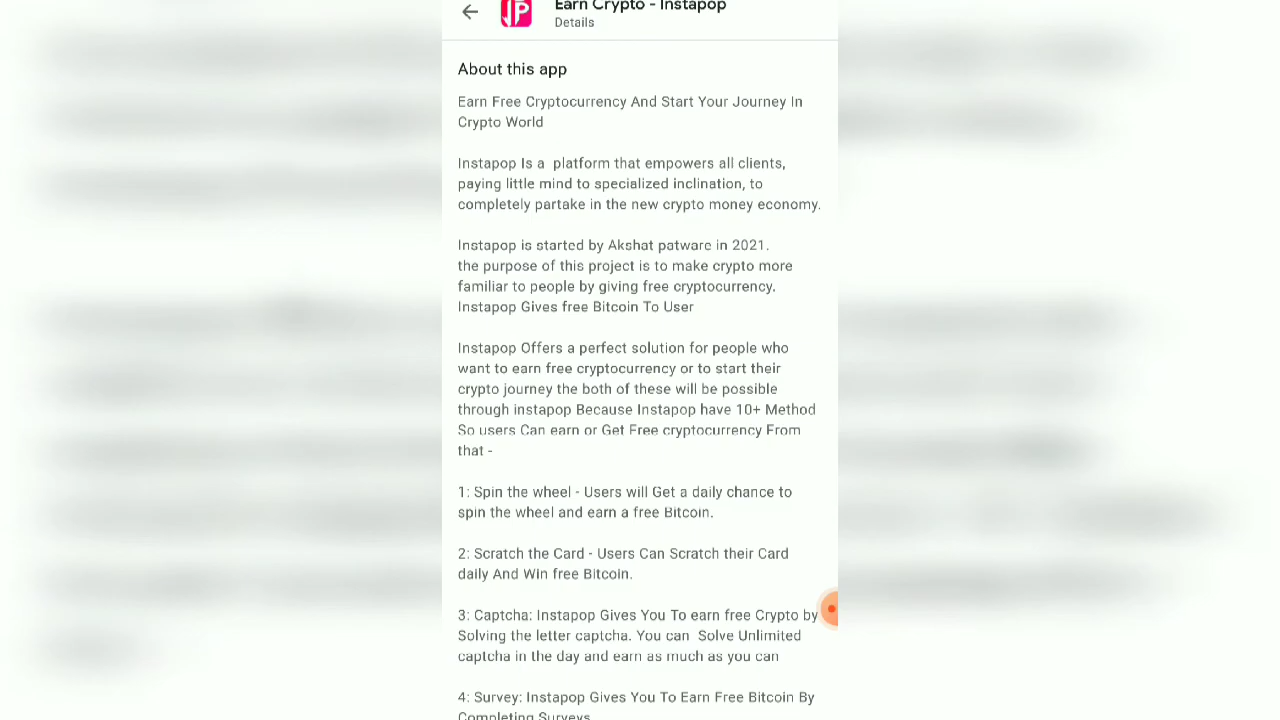 Earn Crypto - Instapop
Details
About this app
Earn Free Cryptocurrency And Start Your Journey In
Crypto World
Instapop Is a platform that empowers all clients,
paying little mind to specialized inclination, to
completely partake in the new crypto money economy.
Instapop is started by Akshat patware in 2021.
the purpose of this project is to make crypto more
familiar to people by giving free cryptocurrency.
Instapop Gives free Bitcoin To User
Instapop Offers a perfect solution for people who
want to earn free cryptocurrency or to start their
crypto journey the both of these will be possible
through instapop Because Instapop have 10+ Method
So users Can earn or Get Free cryptocurrency From
that -
1: Spin the wheel - Users will Get a daily chance to
spin the wheel and earn a free Bitcoin.
2: Scratch the Card - Users Can Scratch their Card
daily And Win free Bitcoin.
3: Captcha: Instapop Gives You To earn free Crypto by
Solving the letter captcha. You can Solve Unlimited
captcha in the day and earn as much as you can
4: Survey: Instapop Gives You To Earn Free Bitcoin By
Completing Surveys